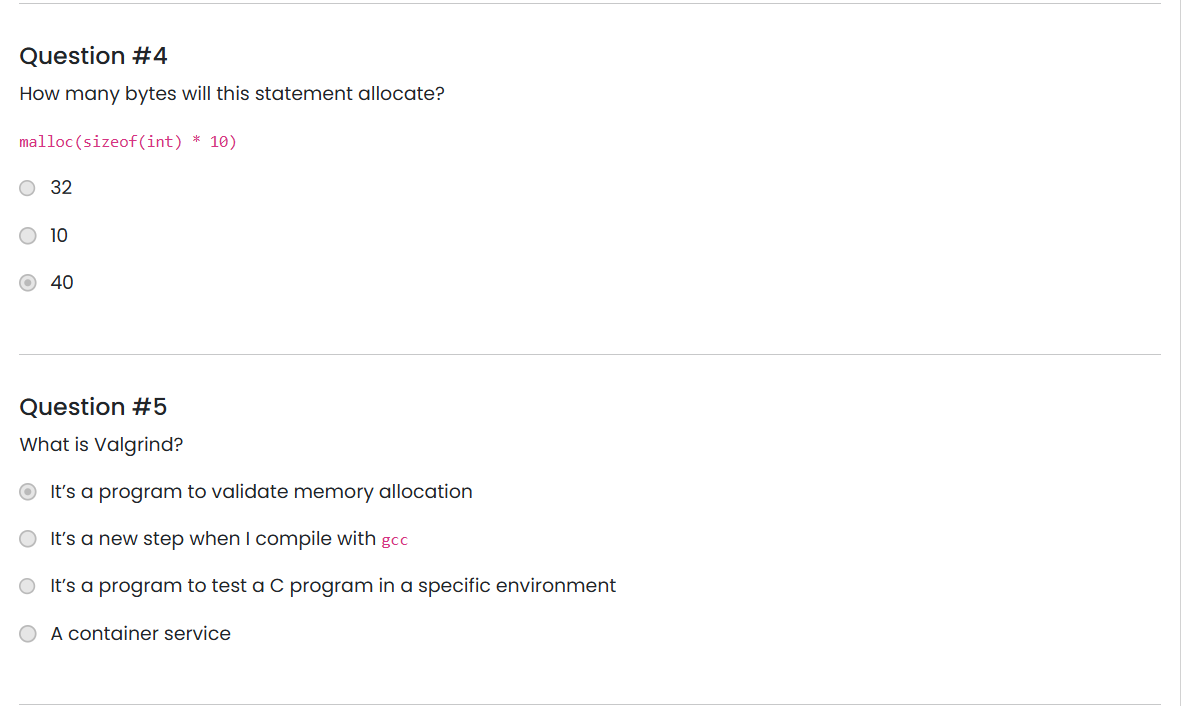 Question #4
How many bytes will this statement allocate?
malloc(sizeof(int) * 10)
32
10
40
Question #5
What is Valgrind?
It’s a program to validate memory allocation
It’s a new step when I compile with gcc
It’s a program to test a C program in a specific environment
A container service